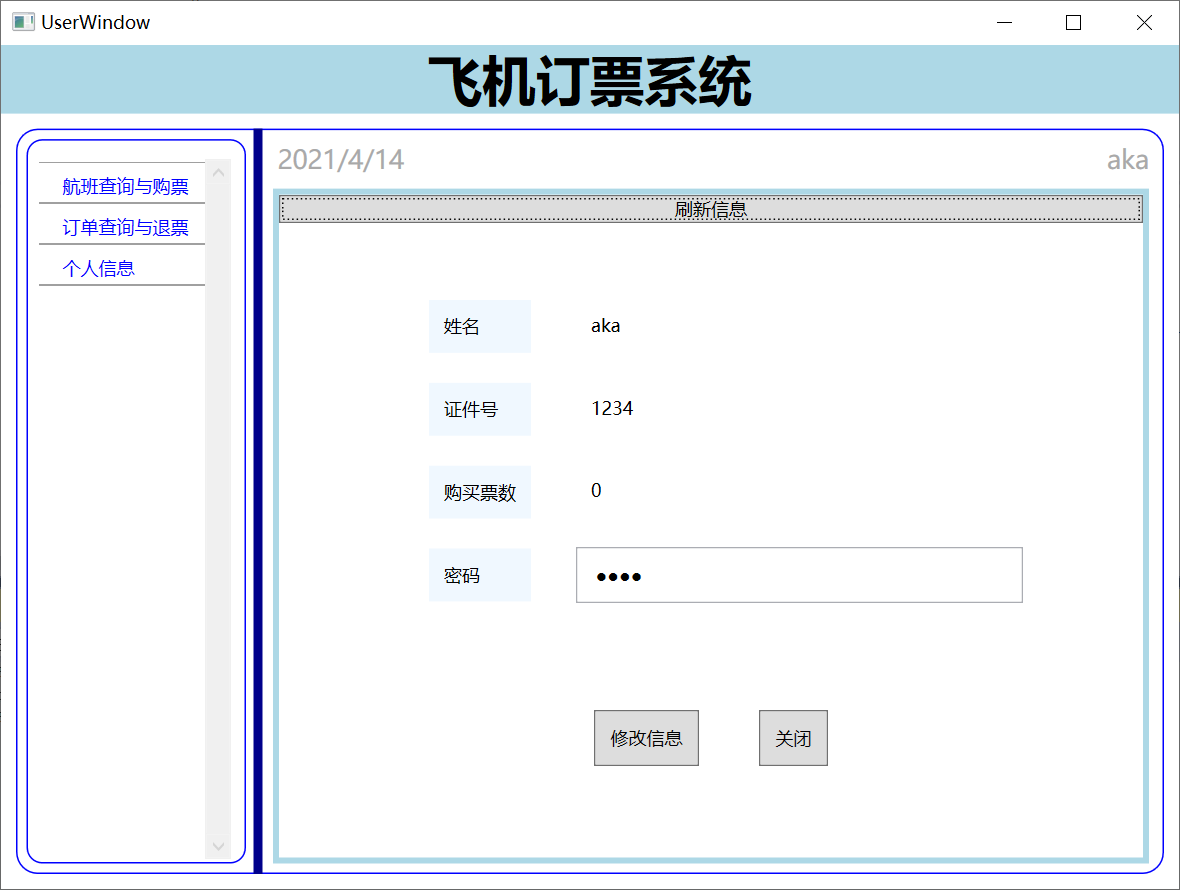 UserWindow
飞机订票系统
2021/4/14
aka
航班查询与购票
订单查询与退票
个人信息
刷新信息
姓名
aka
证件号
1234
购买票数
0
密码
●●●●
修改信息
关闭